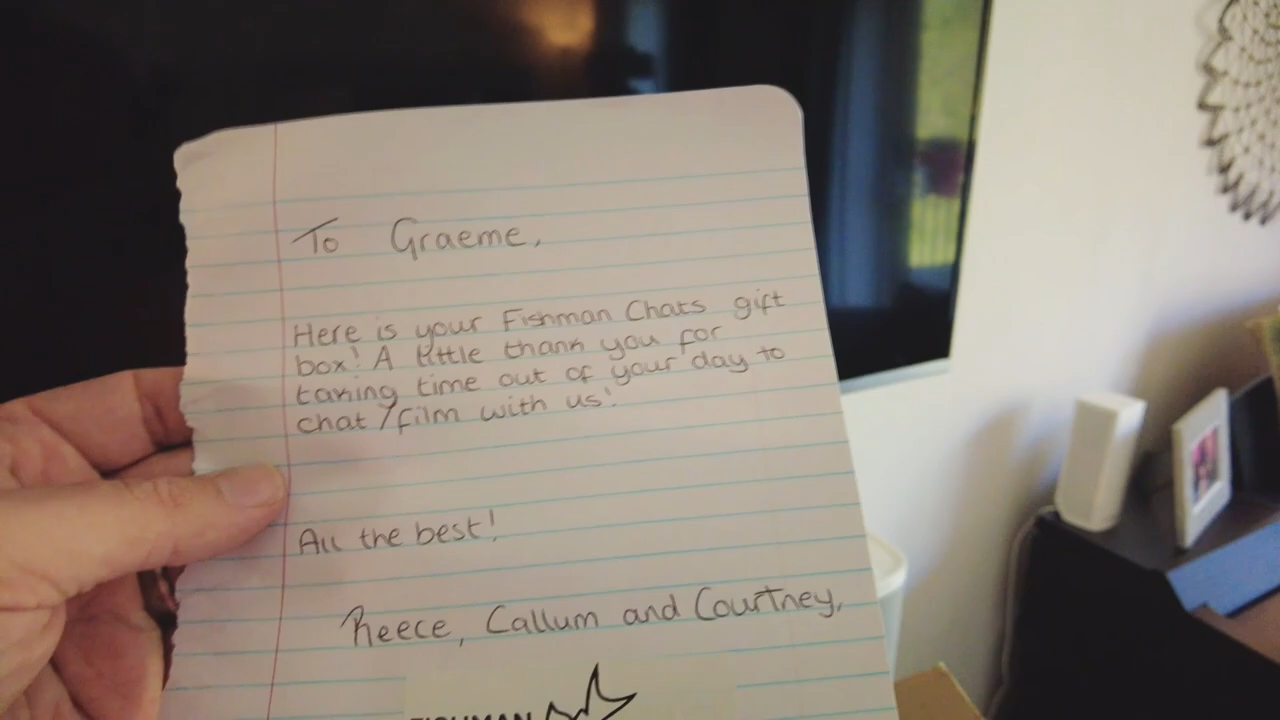 To Graeme,
Here is your Fishman Chats gift
box! A little thank you for
taking time out of your day to
chat/film with us!
All the best!
Reece, Callum and Courtney,
FISHMAN